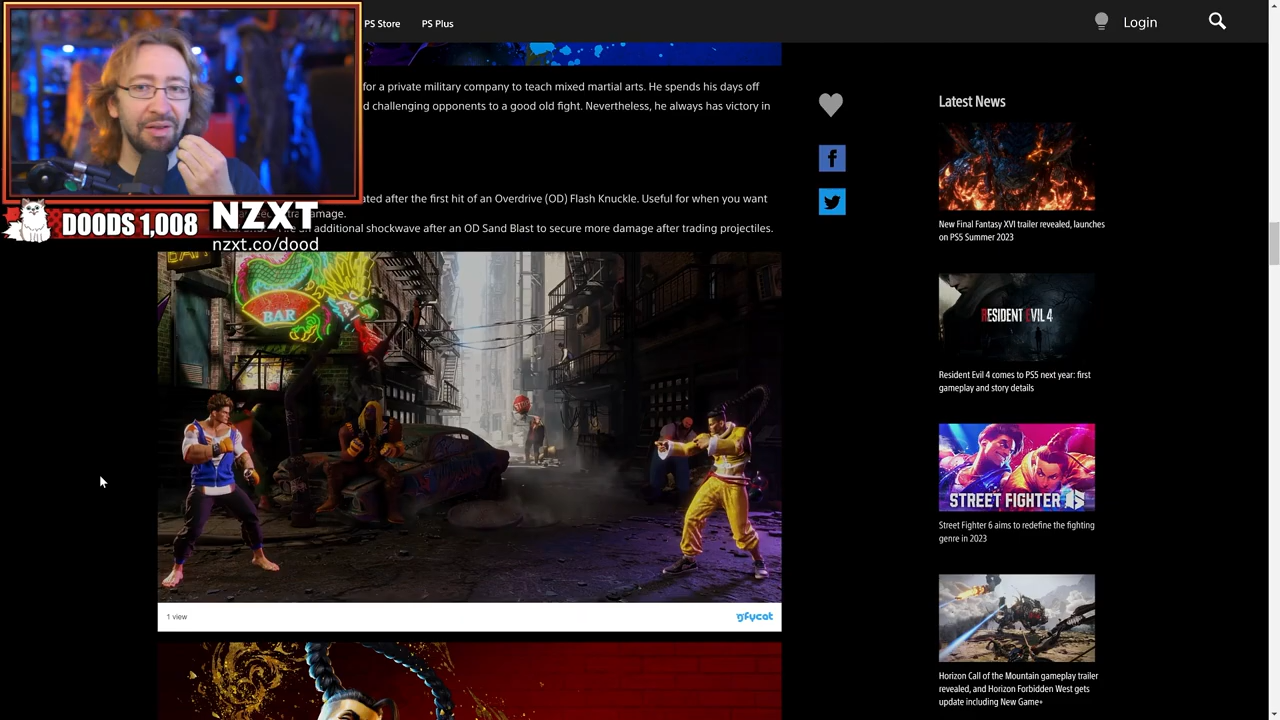 PS Store
PS Plus
Login
for a private military company to teach mixed martial arts. He spends his days off
d challenging opponents to a good old fight. Nevertheless, he always has victory in
ated after the first hit of an Overdrive (OD) Flash Knuckle. Useful for when you want
damage.
additional shockwave after an OD Sand Blast to secure more damage after trading projectiles.
DOODS 1,008
NZXT
nzxt.co/dood
BAR
BAR
1 view
gfycat
Latest News
New Final Fantasy XVI trailer revealed, launches
on PS5 Summer 2023
RESIDENT EVIL 4
Resident Evil 4 comes to PS5 next year: first
gameplay and story details
STREET FIGHTER 6
Street Fighter 6 aims to redefine the fighting
genre in 2023
Horizon Call of the Mountain gameplay trailer
revealed, and Horizon Forbidden West gets
update including New Game+